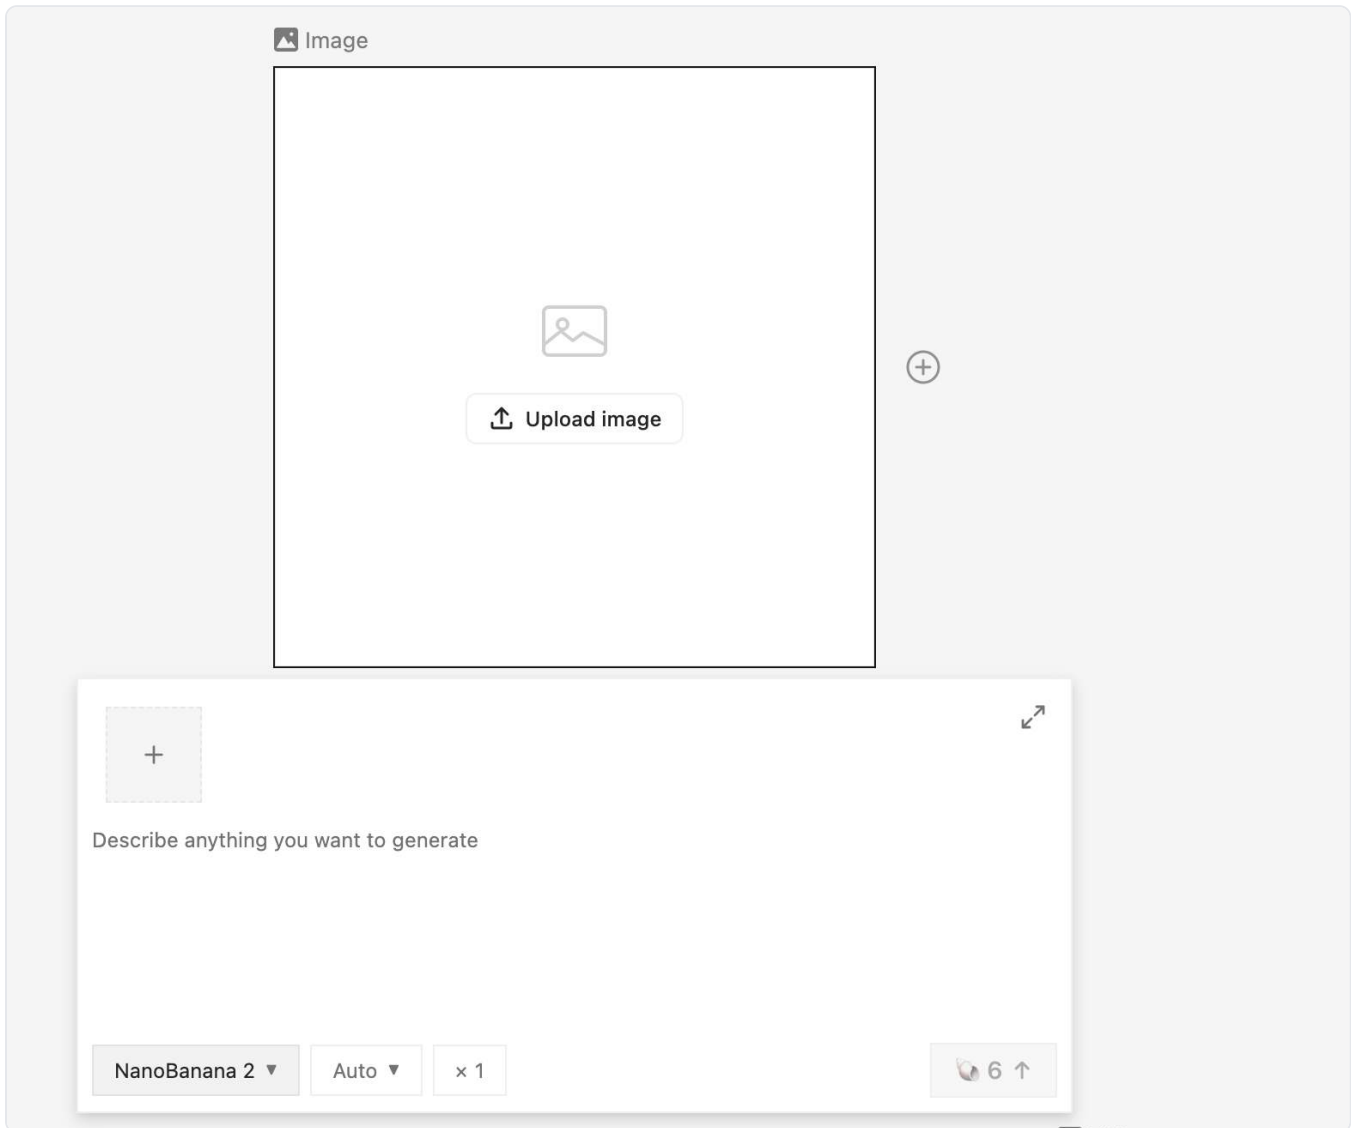 Image
Upload image
Describe anything you want to generate
NanoBanana 2 ▼
Auto ▼
× 1
6 ↑